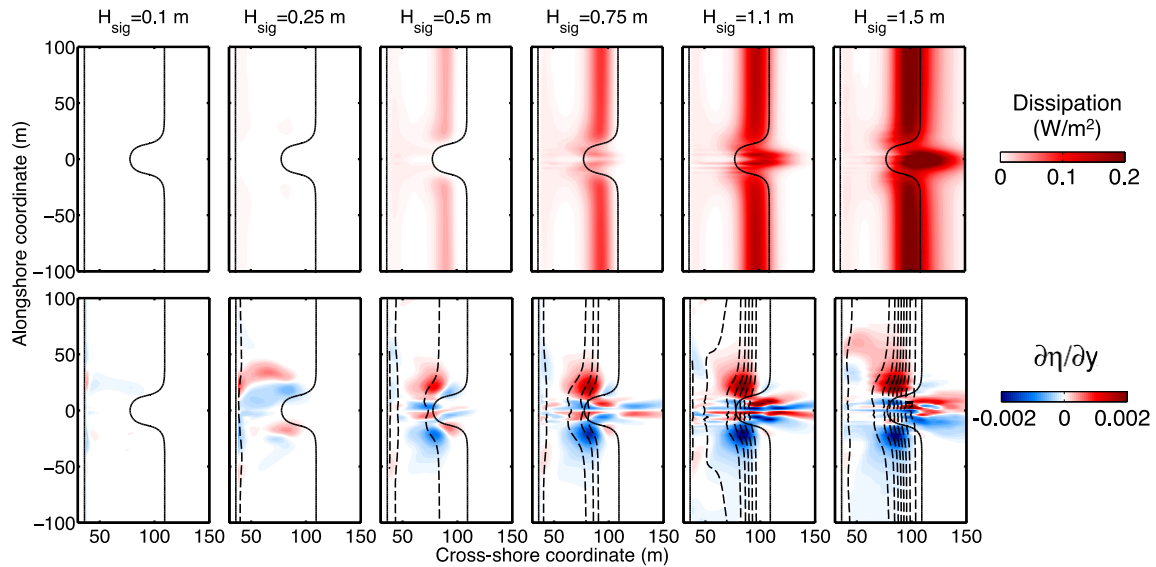 H_sig=0.1 m H_sig=0.25 m H_sig=0.5 m H_sig=0.75 m H_sig=1.1 m H_sig=1.5 m
100
50
0
−50
−100
Dissipation
(W/m²)
0 0.1 0.2
Alongshore coordinate (m)
100
50
0
−50
−100
∂η/∂y
-0.002 0 0.002
50 100 150 50 100 150 50 100 150 50 100 150 50 100 150 50 100 150
Cross-shore coordinate (m)